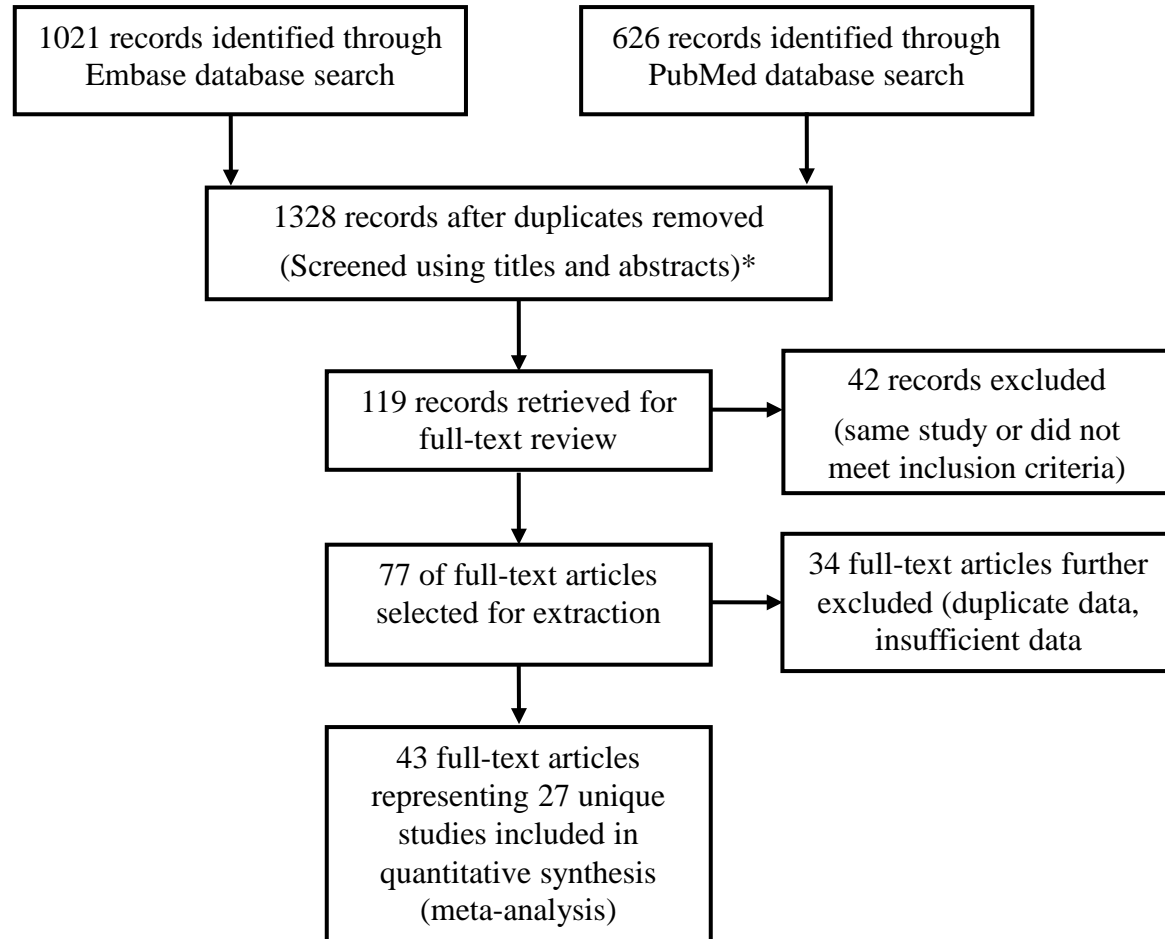 1021 records identified through
Embase database search
626 records identified through
PubMed database search
1328 records after duplicates removed
(Screened using titles and abstracts)*
119 records retrieved for
full-text review
42 records excluded
(same study or did not
meet inclusion criteria)
77 of full-text articles
selected for extraction
34 full-text articles further
excluded (duplicate data,
insufficient data
43 full-text articles
representing 27 unique
studies included in
quantitative synthesis
(meta-analysis)